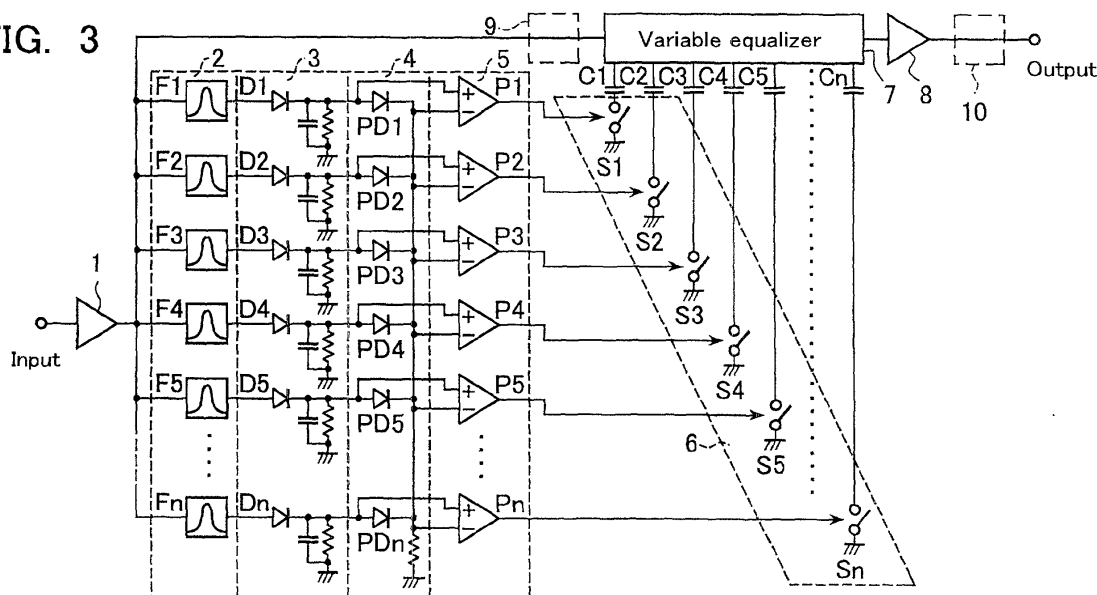 IG. 3
9
Variable equalizer
7
8
10
Output
C1 C2 C3 C4 C5 Cn
2 3 4 5
F1 D1 PD1 P1 S1
F2 D2 PD2 P2 S2
F3 D3 PD3 P3 S3
1
Input
F4 D4 PD4 P4 S4
F5 D5 PD5 P5 S5
6
Fn Dn PDn Pn Sn
+
−
+
−
+
−
+
−
+
−
+
−